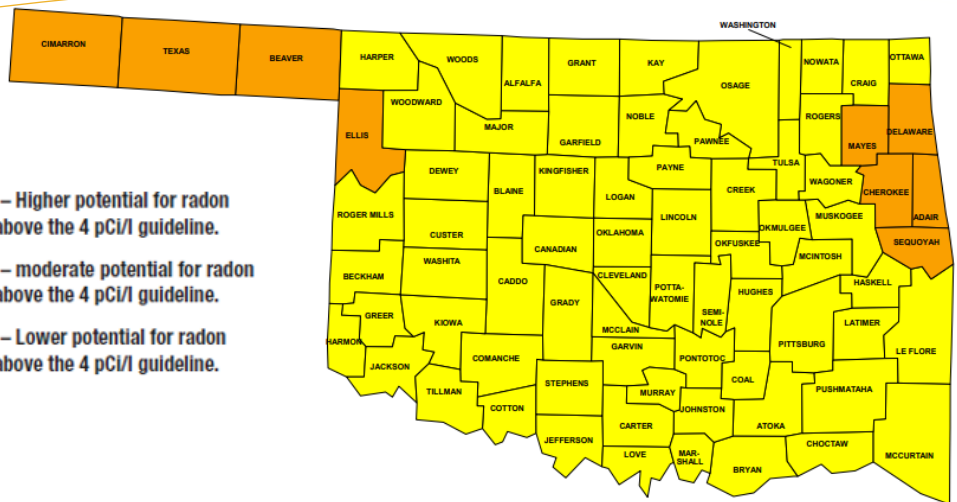 WASHINGTON
CIMARRON
TEXAS
BEAVER
HARPER
WOODS
ALFALFA
GRANT
KAY
OSAGE
NOWATA
CRAIG
OTTAWA
WOODWARD
ELLIS
MAJOR
GARFIELD
NOBLE
PAWNEE
ROGERS
MAYES
DELAWARE
DEWEY
BLAINE
KINGFISHER
LOGAN
PAYNE
CREEK
TULSA
WAGONER
CHEROKEE
ADAIR
– Higher potential for radon
above the 4 pCi/l guideline.
– moderate potential for radon
above the 4 pCi/l guideline.
– Lower potential for radon
above the 4 pCi/l guideline.
ROGER MILLS
CUSTER
CANADIAN
OKLAHOMA
LINCOLN
OKFUSKEE
OKMULGEE
MUSKOGEE
SEQUOYAH
BECKHAM
WASHITA
CADDO
GRADY
CLEVELAND
POTTA-
WATOMIE
SEMI-
NOLE
HUGHES
MCINTOSH
HASKELL
GREER
KIOWA
MCCLAIN
PITTSBURG
LATIMER
LE FLORE
HARMON
JACKSON
COMANCHE
GARVIN
PONTOTOC
COAL
PUSHMATAHA
TILLMAN
STEPHENS
MURRAY
COTTON
CARTER
JOHNSTON
ATOKA
JEFFERSON
LOVE
MAR-
SHALL
BRYAN
CHOCTAW
MCCURTAIN